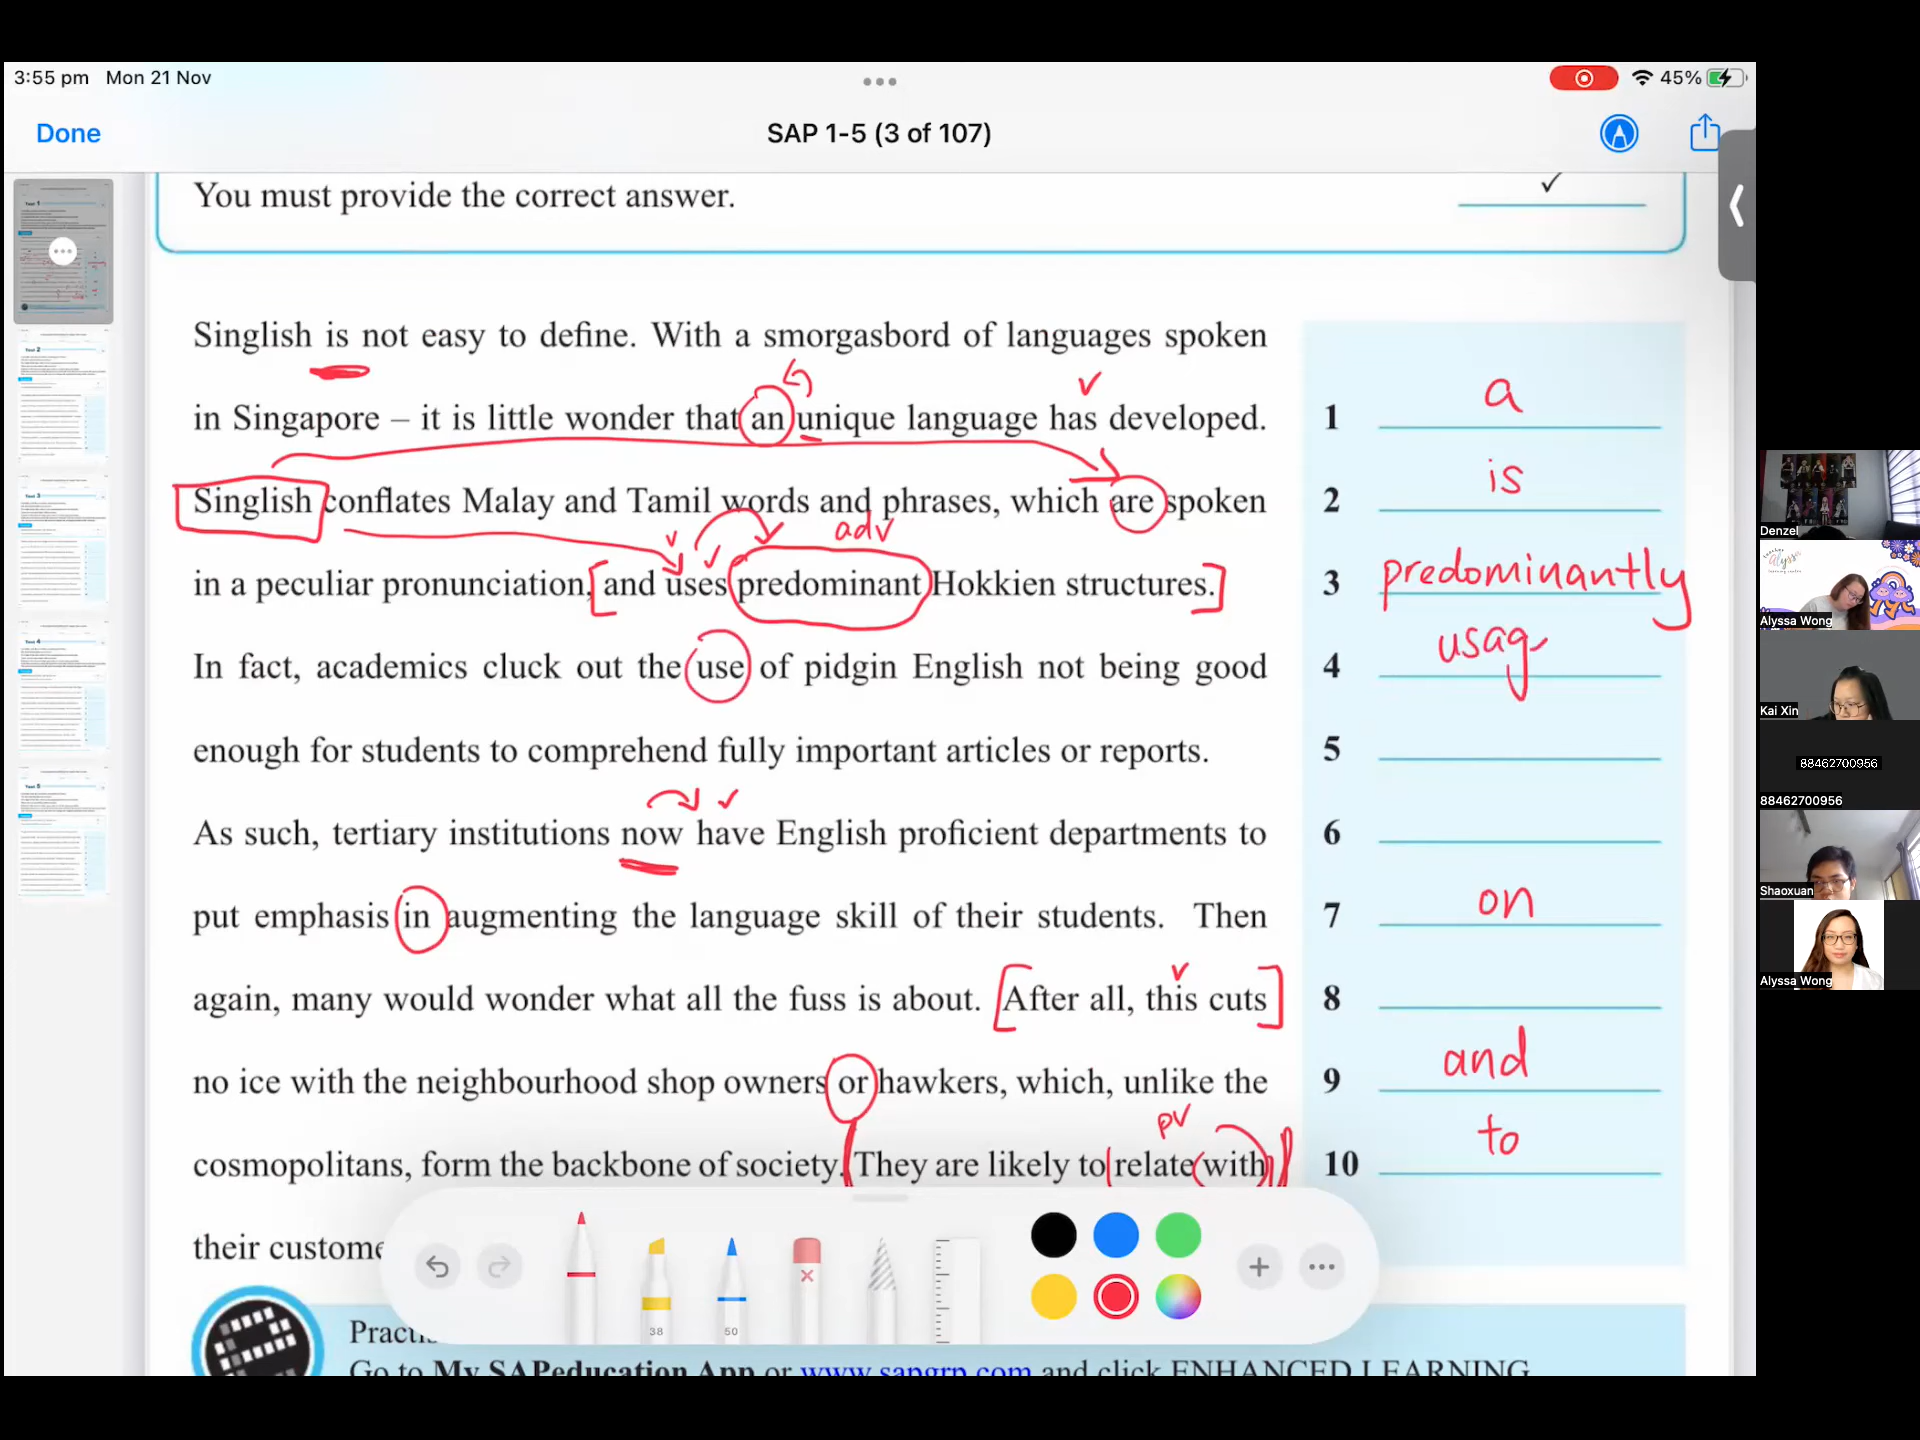 3:55 pm Mon 21 Nov
45%
Done
SAP 1-5 (3 of 107)
You must provide the correct answer.
Singlish is not easy to define. With a smorgasbord of languages spoken
in Singapore – it is little wonder that an unique language has developed.
1 a
Singlish conflates Malay and Tamil words and phrases, which are spoken
2 is
adv
in a peculiar pronunciation, and uses predominant Hokkien structures.
3 predominantly
In fact, academics cluck out the use of pidgin English not being good
4 usag
enough for students to comprehend fully important articles or reports.
5
As such, tertiary institutions now have English proficient departments to
6
put emphasis in augmenting the language skill of their students. Then
7 on
again, many would wonder what all the fuss is about. After all, this cuts
8
no ice with the neighbourhood shop owners or hawkers, which, unlike the
9 and
pv
cosmopolitans, form the backbone of society. They are likely to relate with
10 to
their custome
38
50
Practi
Go to My SAPeducation App or www.sapgrp.com and click ENHANCED LEARNING
Denzel
Alyssa Wong
Kai Xin
88462700956
88462700956
Shaoxuan
Alyssa Wong